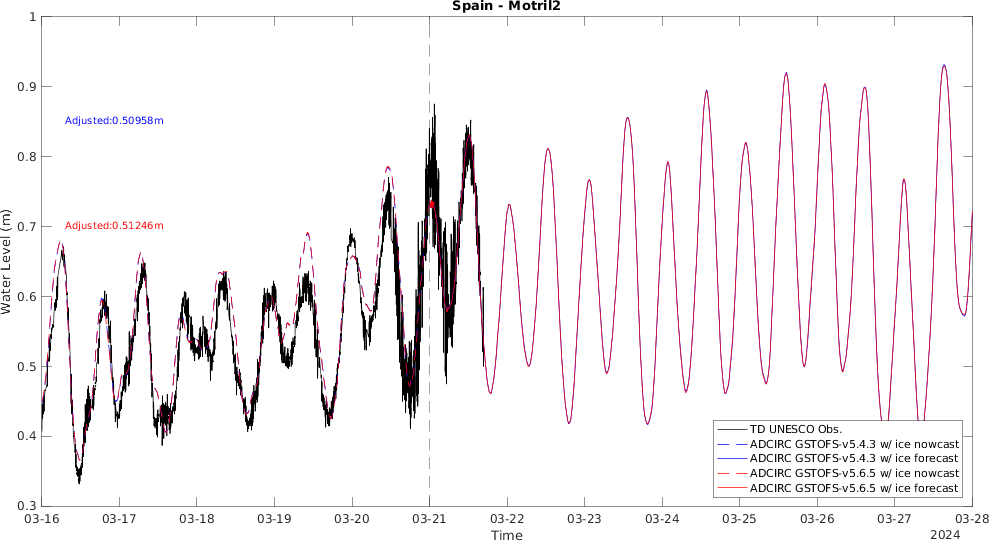 Spain - Motril2
1
0.9
0.8
0.7
0.6
0.5
0.4
0.3
Water Level (m)
Adjusted:0.50958m
Adjusted:0.51246m
TD UNESCO Obs.
ADCIRC GSTOFS-v5.4.3 w/ ice nowcast
ADCIRC GSTOFS-v5.4.3 w/ ice forecast
ADCIRC GSTOFS-v5.6.5 w/ ice nowcast
ADCIRC GSTOFS-v5.6.5 w/ ice forecast
03-16 03-17 03-18 03-19 03-20 03-21 03-22 03-23 03-24 03-25 03-26 03-27 03-28
Time
2024